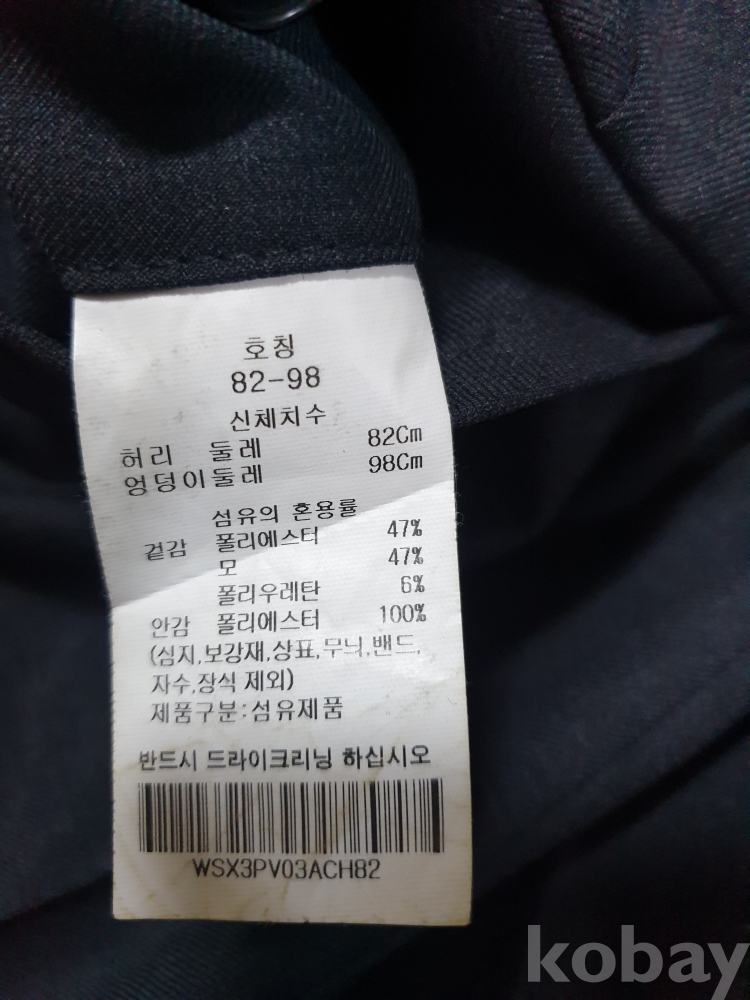 호칭
82-98
신체치수
허리 둘레 82Cm
엉덩이둘레 98Cm
섬유의 혼용률
겉감 폴리에스터 47%
모 47%
폴리우레탄 6%
안감 폴리에스터 100%
(심지,보강재,상표,무늬,밴드,
자수,장식 제외)
제품구분:섬유제품
반드시 드라이크리닝 하십시오
WSX3PV03ACH82
kobay